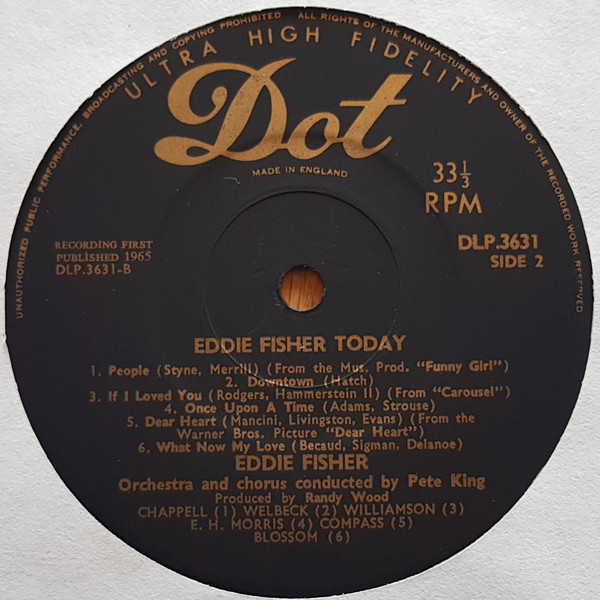 UNAUTHORIZED PUBLIC PERFORMANCE, BROADCASTING AND COPYING PROHIBITED ALL RIGHTS OF THE MANUFACTURERS AND OWNER OF THE RECORDED WORK RESERVED
ULTRA HIGH FIDELITY
Dot
MADE IN ENGLAND
33⅓
RPM
RECORDING FIRST
PUBLISHED 1965
DLP.3631-B
DLP.3631
SIDE 2
EDDIE FISHER TODAY
1. People (Styne, Merrill) (From the Mus. Prod. "Funny Girl")
2. Downtown (Hatch)
3. If I Loved You (Rodgers, Hammerstein II) (From "Carousel")
4. Once Upon A Time (Adams, Strouse)
5. Dear Heart (Mancini, Livingston, Evans) (From the
Warner Bros. Picture "Dear Heart")
6. What Now My Love (Becaud, Sigman, Delanoe)
EDDIE FISHER
Orchestra and chorus conducted by Pete King
Produced by Randy Wood
CHAPPELL (1) WELBECK (2) WILLIAMSON (3)
E. H. MORRIS (4) COMPASS (5)
BLOSSOM (6)